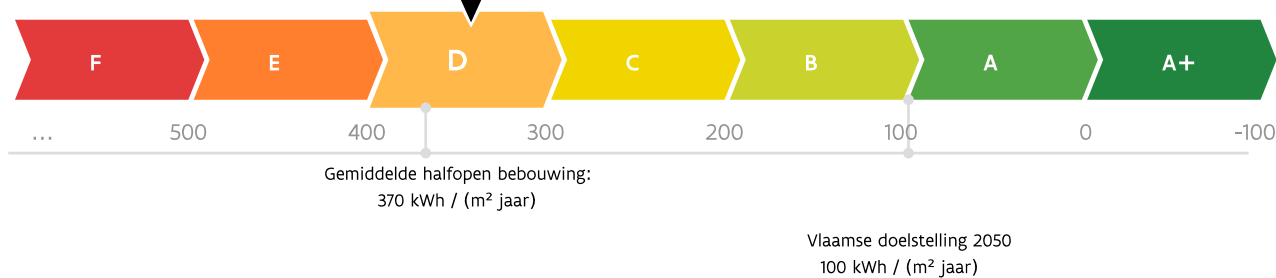 F E D C B A A+
... 500 400 300 200 100 0 -100
Gemiddelde halfopen bebouwing:
370 kWh / (m² jaar)
Vlaamse doelstelling 2050
100 kWh / (m² jaar)